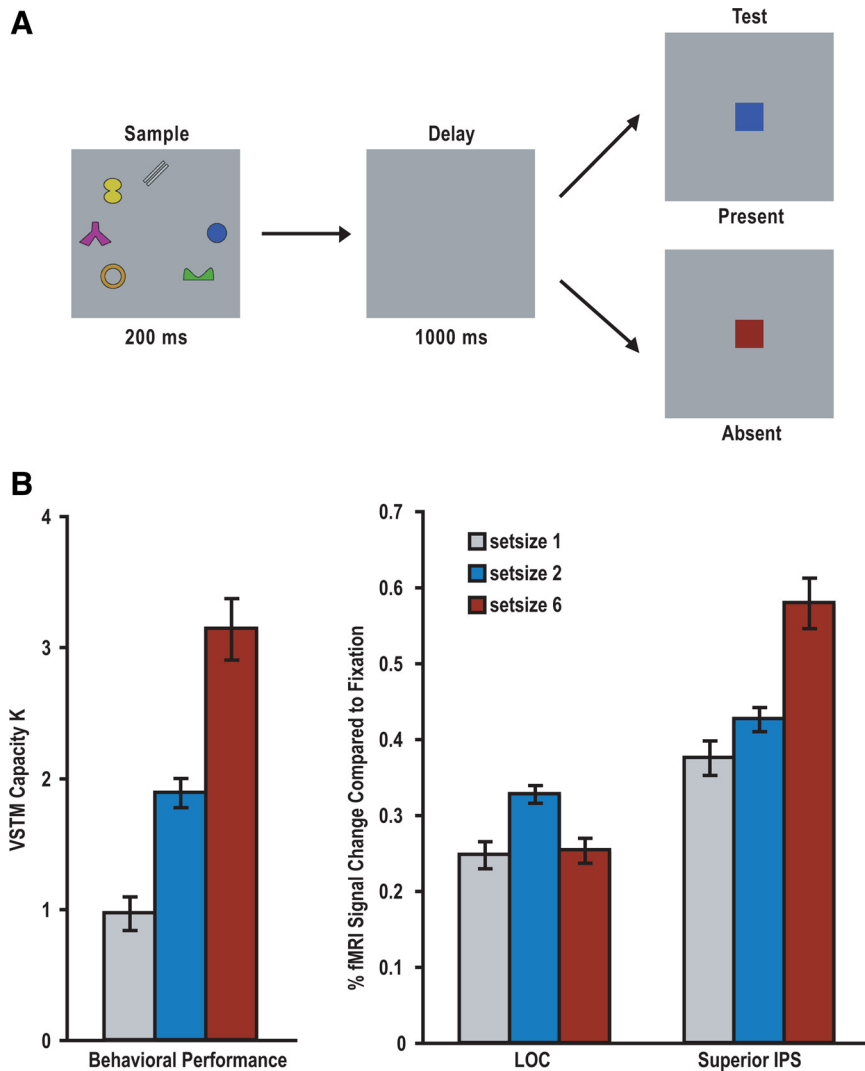 A
Sample
200 ms
Delay
1000 ms
Test
Present
Absent
B
VSTM Capacity K
4
3
2
1
0
Behavioral Performance
% fMRI Signal Change Compared to Fixation
0.7
0.6
0.5
0.4
0.3
0.2
0.1
0
setsize 1
setsize 2
setsize 6
LOC
Superior IPS